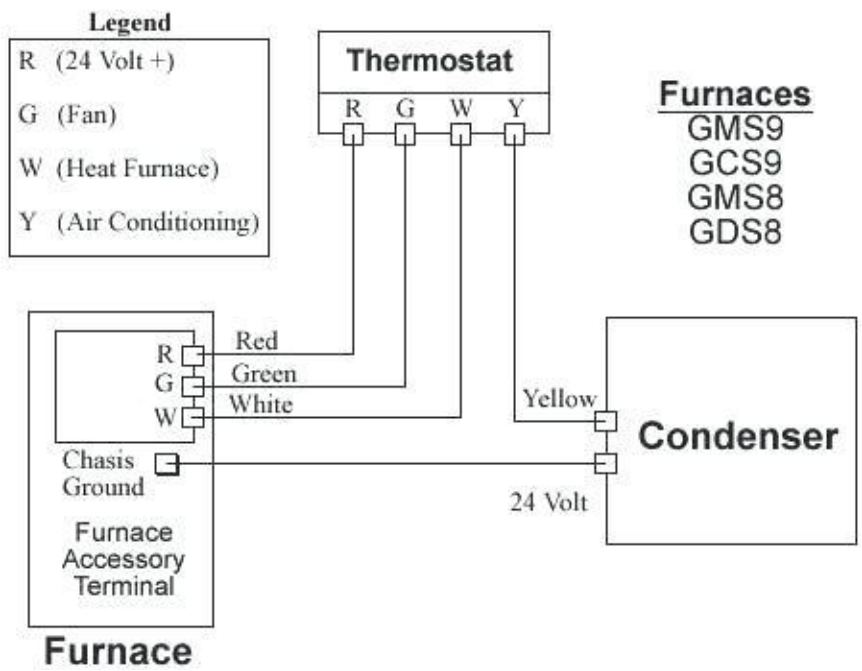 Legend
R (24 Volt +)
G (Fan)
W (Heat Furnace)
Y (Air Conditioning)
Thermostat
R G W Y
Furnaces
GMS9
GCS9
GMS8
GDS8
R
G
W
Red
Green
White
Chasis
Ground
Furnace
Accessory
Terminal
Furnace
Yellow
24 Volt
Condenser